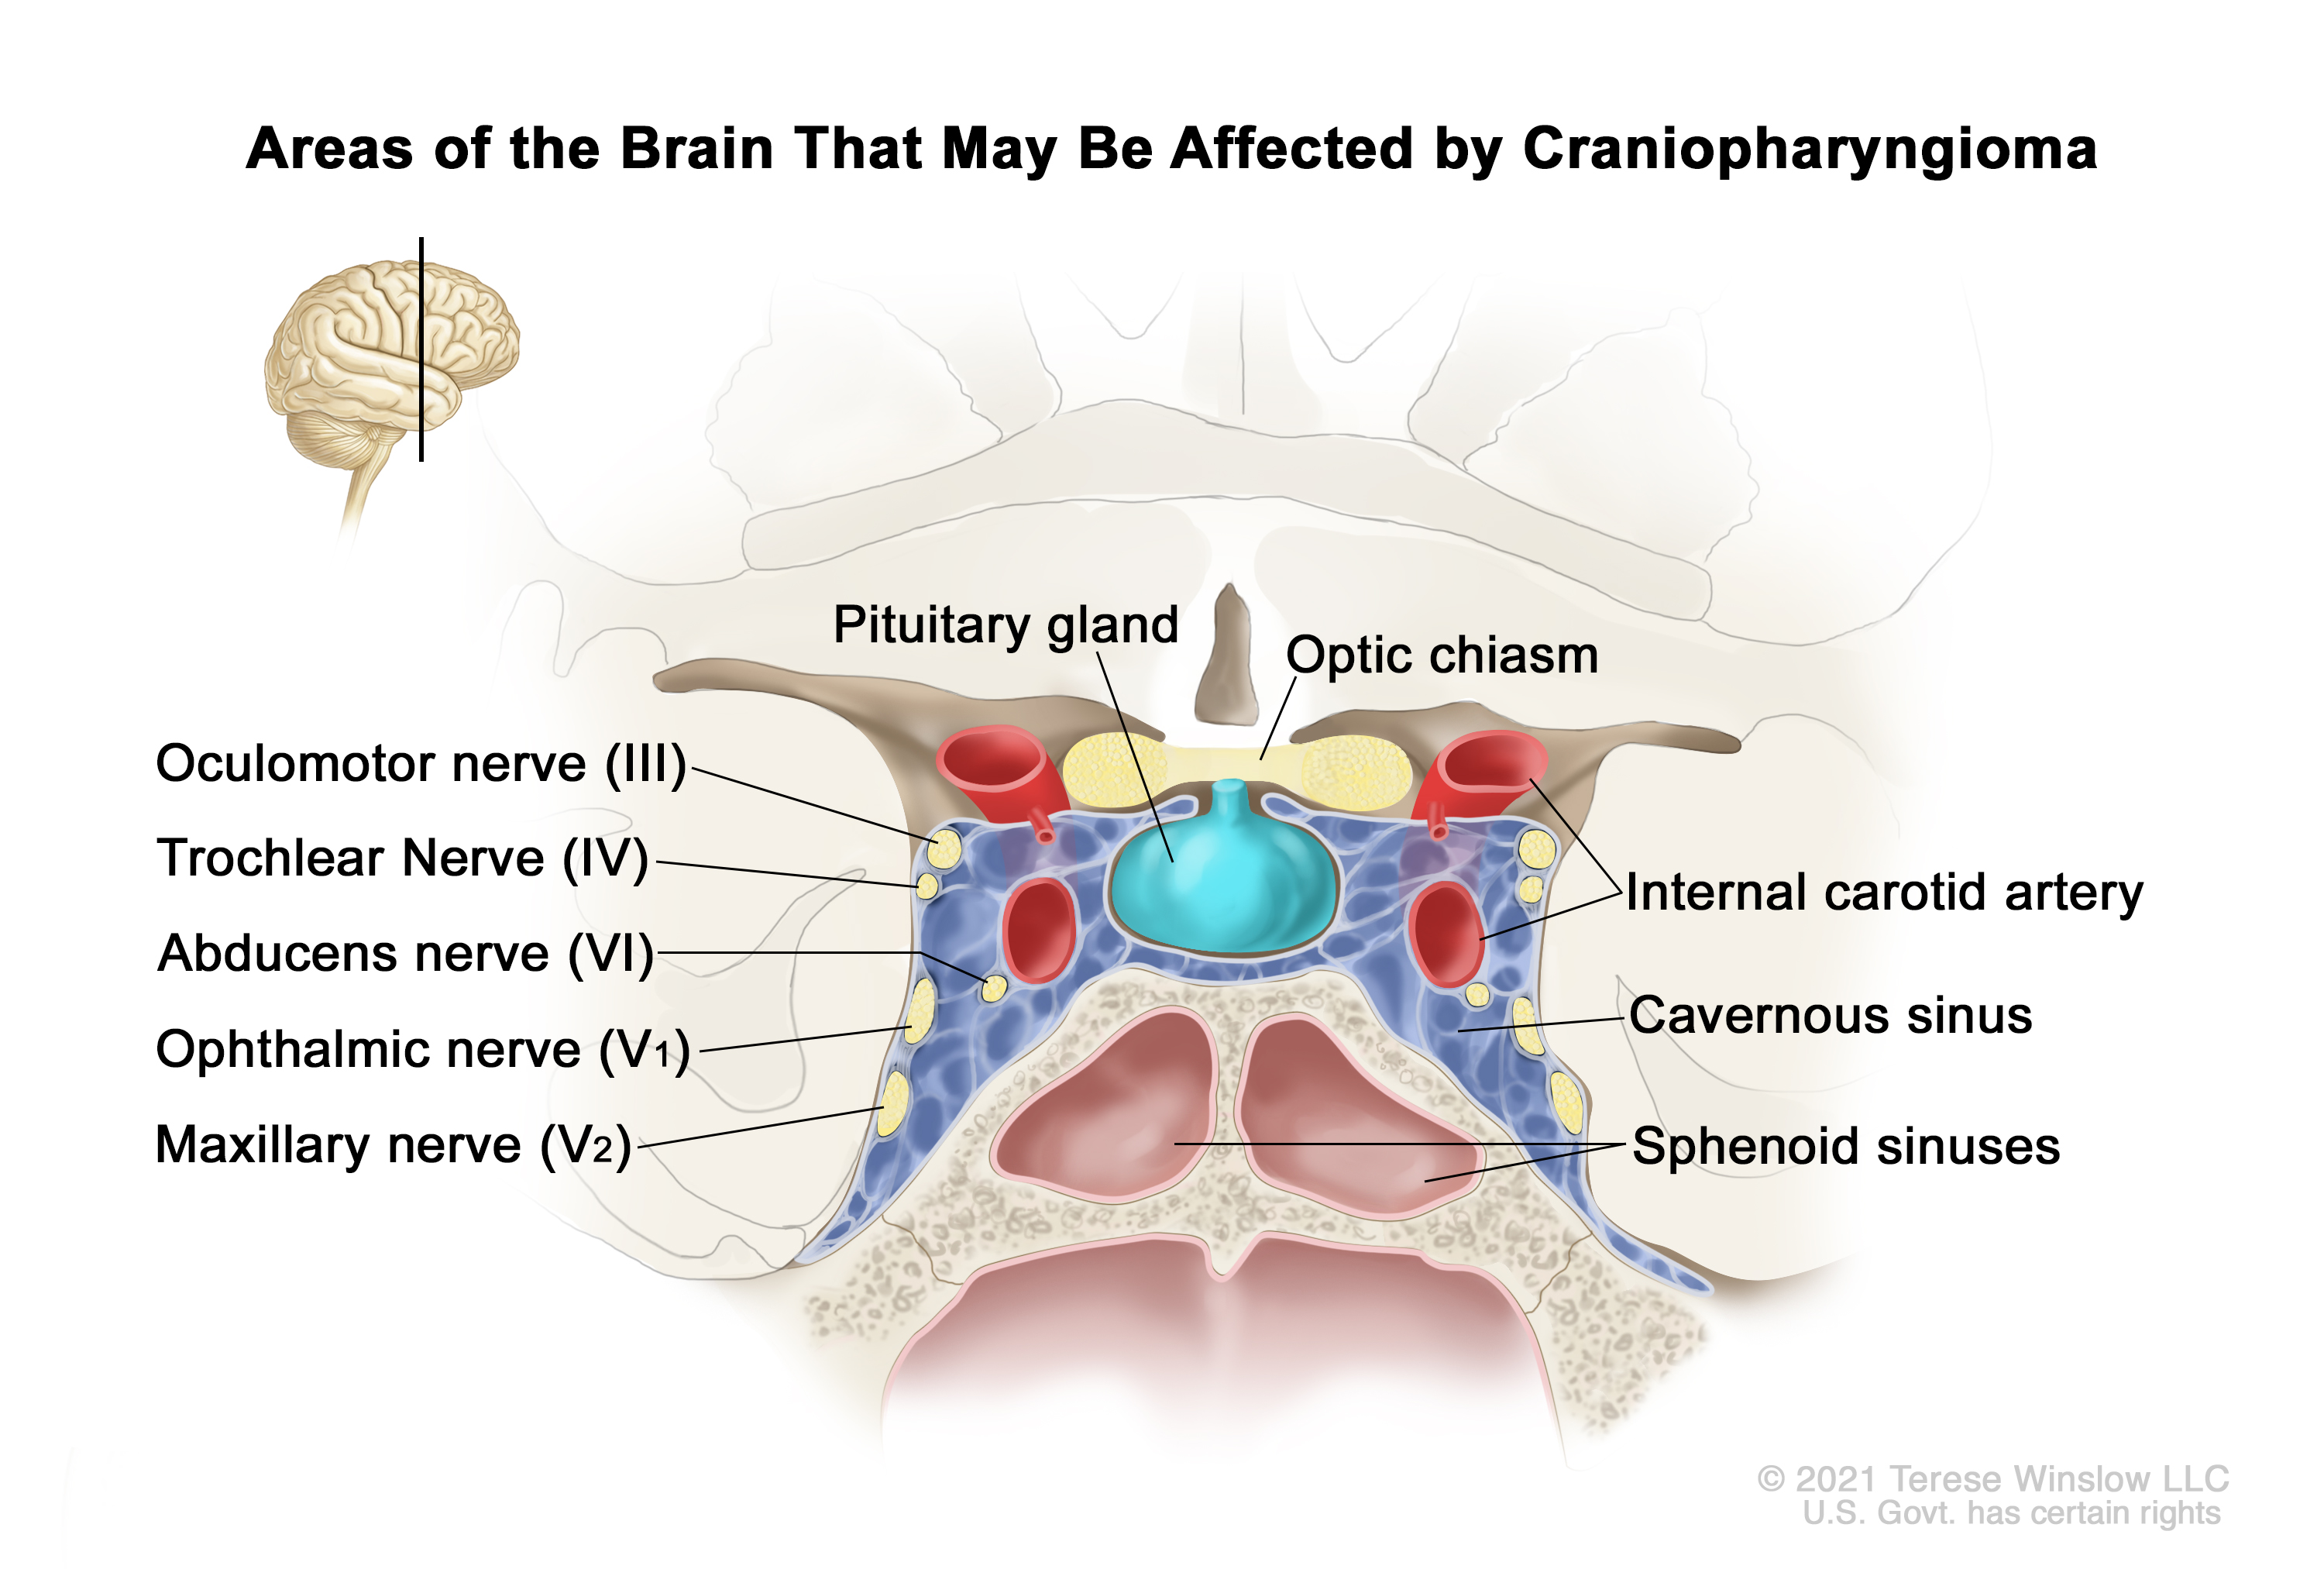 Areas of the Brain That May Be Affected by Craniopharyngioma
Pituitary gland
Optic chiasm
Oculomotor nerve (III)
Trochlear Nerve (IV)
Abducens nerve (VI)
Ophthalmic nerve (V1)
Maxillary nerve (V2)
Internal carotid artery
Cavernous sinus
Sphenoid sinuses
© 2021 Terese Winslow LLC
U.S. Govt. has certain rights